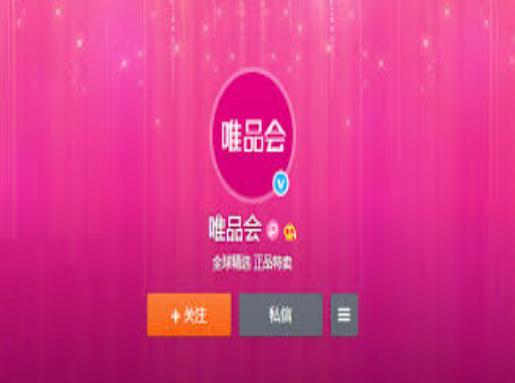 唯品会
唯品会
全球精选 正品特卖
+关注
私信